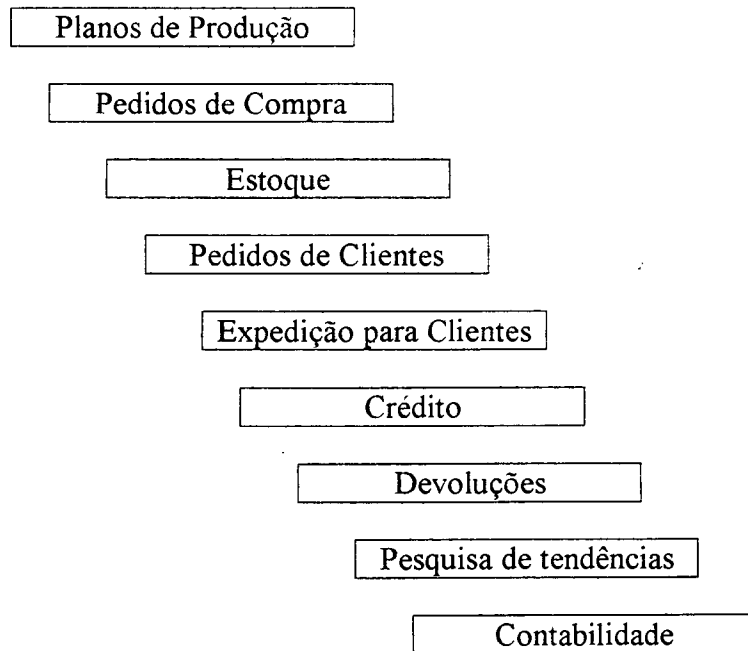 Planos de Produção
Pedidos de Compra
Estoque
Pedidos de Clientes
Expedição para Clientes
Crédito
Devoluções
Pesquisa de tendências
Contabilidade